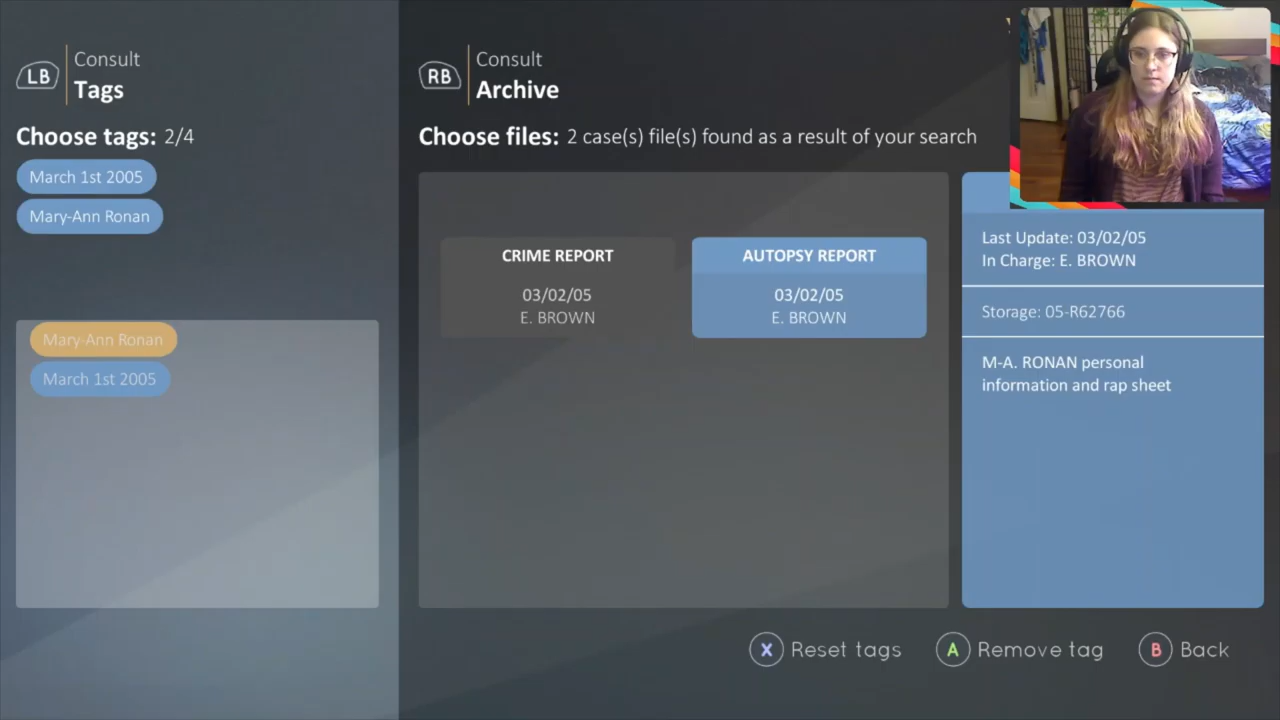 LB
Consult
Tags
Choose tags: 2/4
March 1st 2005
Mary-Ann Ronan
Mary-Ann Ronan
March 1st 2005
RB
Consult
Archive
Choose files: 2 case(s) file(s) found as a result of your search
CRIME REPORT
03/02/05
E. BROWN
AUTOPSY REPORT
03/02/05
E. BROWN
Last Update: 03/02/05
In Charge: E. BROWN
Storage: 05-R62766
M-A. RONAN personal
information and rap sheet
X Reset tags
A Remove tag
B Back